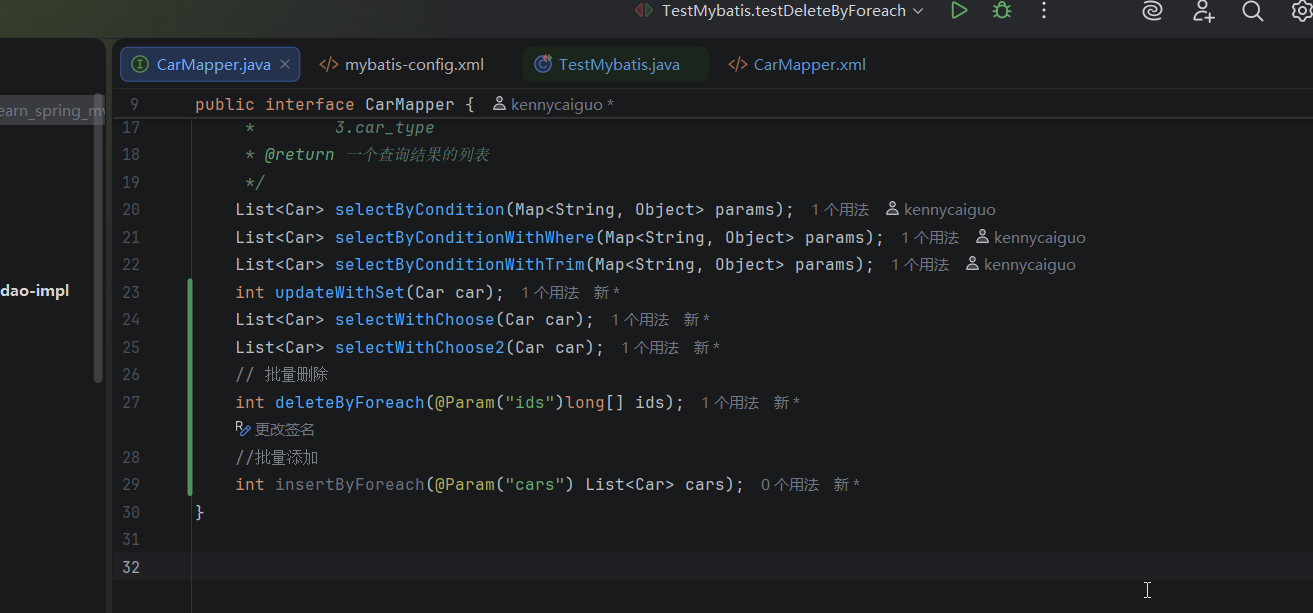 TestMybatis.testDeleteByForeach
CarMapper.java
mybatis-config.xml
TestMybatis.java
CarMapper.xml
9 public interface CarMapper { kennycaiguo *
17 * 3.car_type
18 * @return 一个查询结果的列表
19 */
20 List<Car> selectByCondition(Map<String, Object> params); 1 个用法 kennycaiguo
21 List<Car> selectByConditionWithWhere(Map<String, Object> params); 1 个用法 kennycaiguo
22 List<Car> selectByConditionWithTrim(Map<String, Object> params); 1 个用法 kennycaiguo
dao-impl
23 int updateWithSet(Car car); 1 个用法 新 *
24 List<Car> selectWithChoose(Car car); 1 个用法 新 *
25 List<Car> selectWithChoose2(Car car); 1 个用法 新 *
26 // 批量删除
27 int deleteByForeach(@Param("ids")long[] ids); 1 个用法 新 *
更改签名
28 //批量添加
29 int insertByForeach(@Param("cars") List<Car> cars); 0 个用法 新 *
30 }
31
32